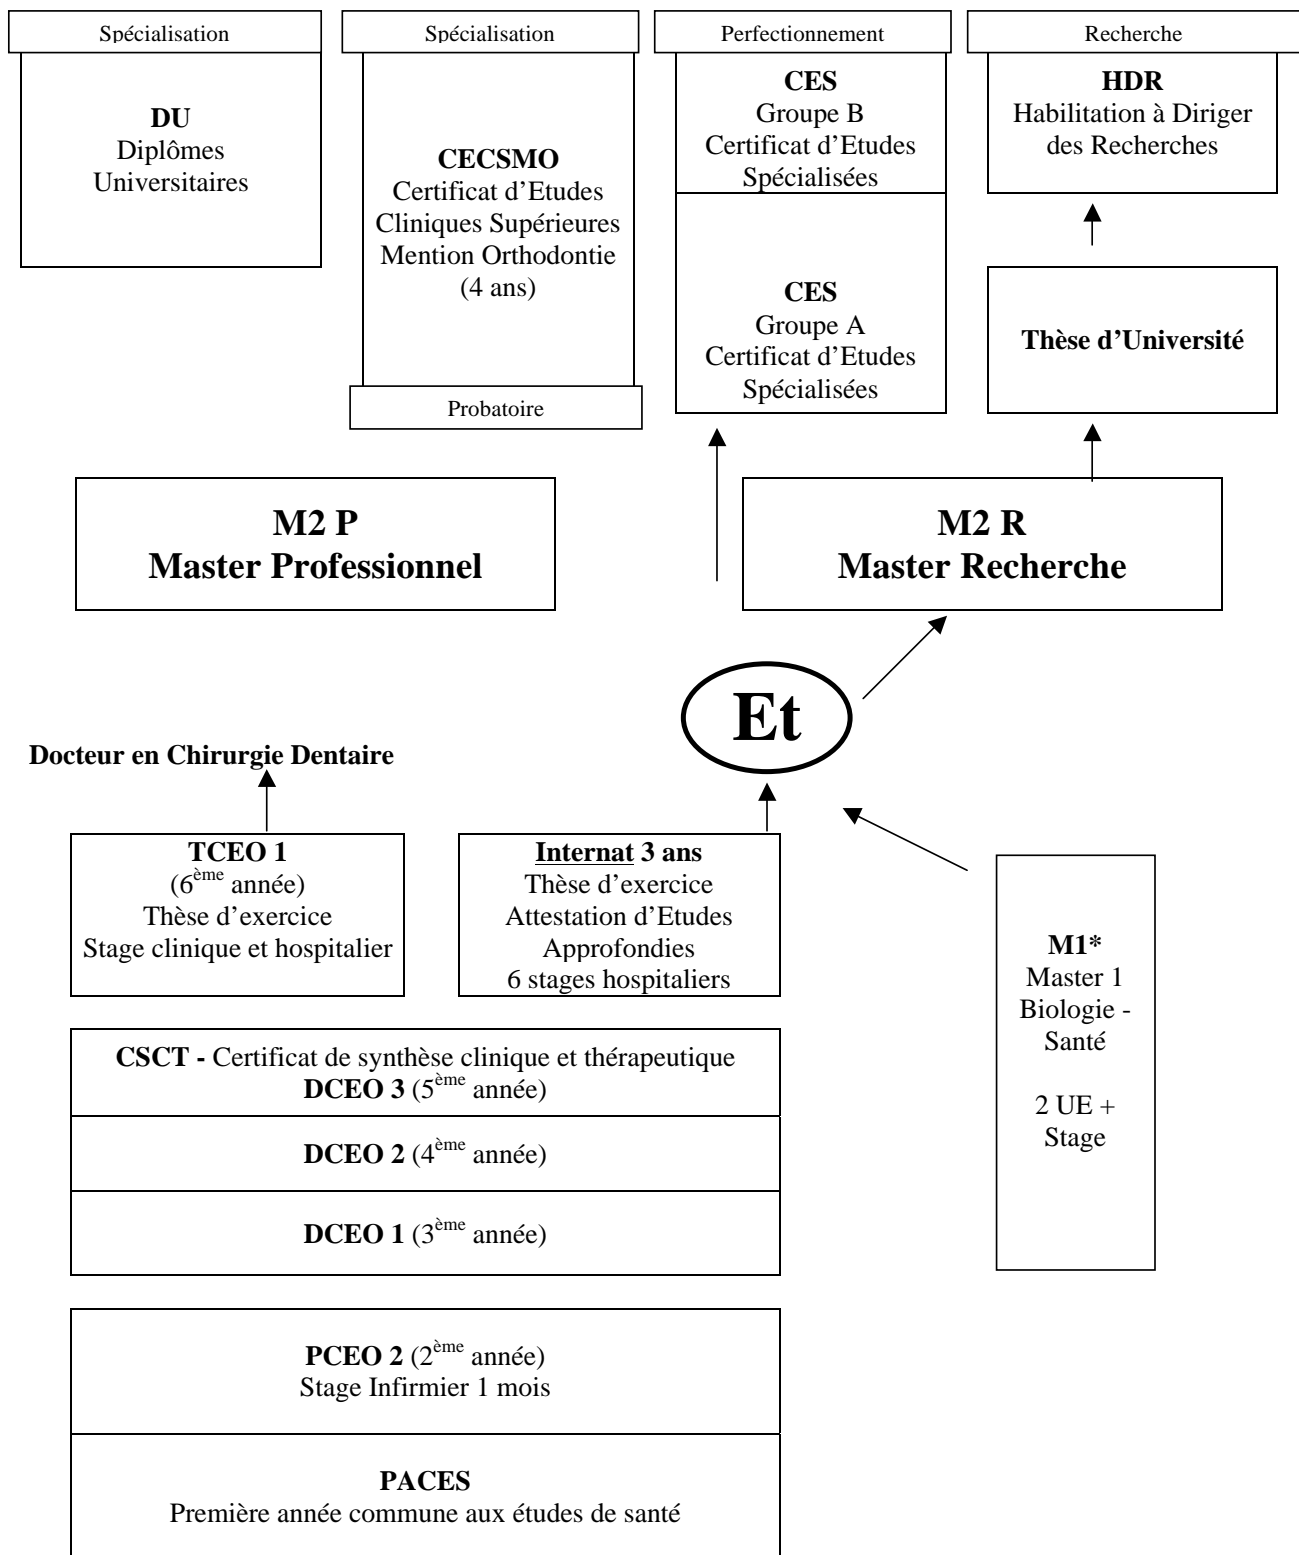 Spécialisation
DU
Diplômes
Universitaires
Spécialisation
CECSMO
Certificat d’Etudes
Cliniques Supérieures
Mention Orthodontie
(4 ans)
Probatoire
Perfectionnement
CES
Groupe B
Certificat d’Etudes
Spécialisées
CES
Groupe A
Certificat d’Etudes
Spécialisées
Recherche
HDR
Habilitation à Diriger
des Recherches
Thèse d’Université
M2 P
Master Professionnel
M2 R
Master Recherche
Et
Docteur en Chirurgie Dentaire
TCEO 1
(6ème année)
Thèse d’exercice
Stage clinique et hospitalier
Internat 3 ans
Thèse d’exercice
Attestation d’Etudes
Approfondies
6 stages hospitaliers
M1*
Master 1
Biologie -
Santé
2 UE +
Stage
CSCT - Certificat de synthèse clinique et thérapeutique
DCEO 3 (5ème année)
DCEO 2 (4ème année)
DCEO 1 (3ème année)
PCEO 2 (2ème année)
Stage Infirmier 1 mois
PACES
Première année commune aux études de santé